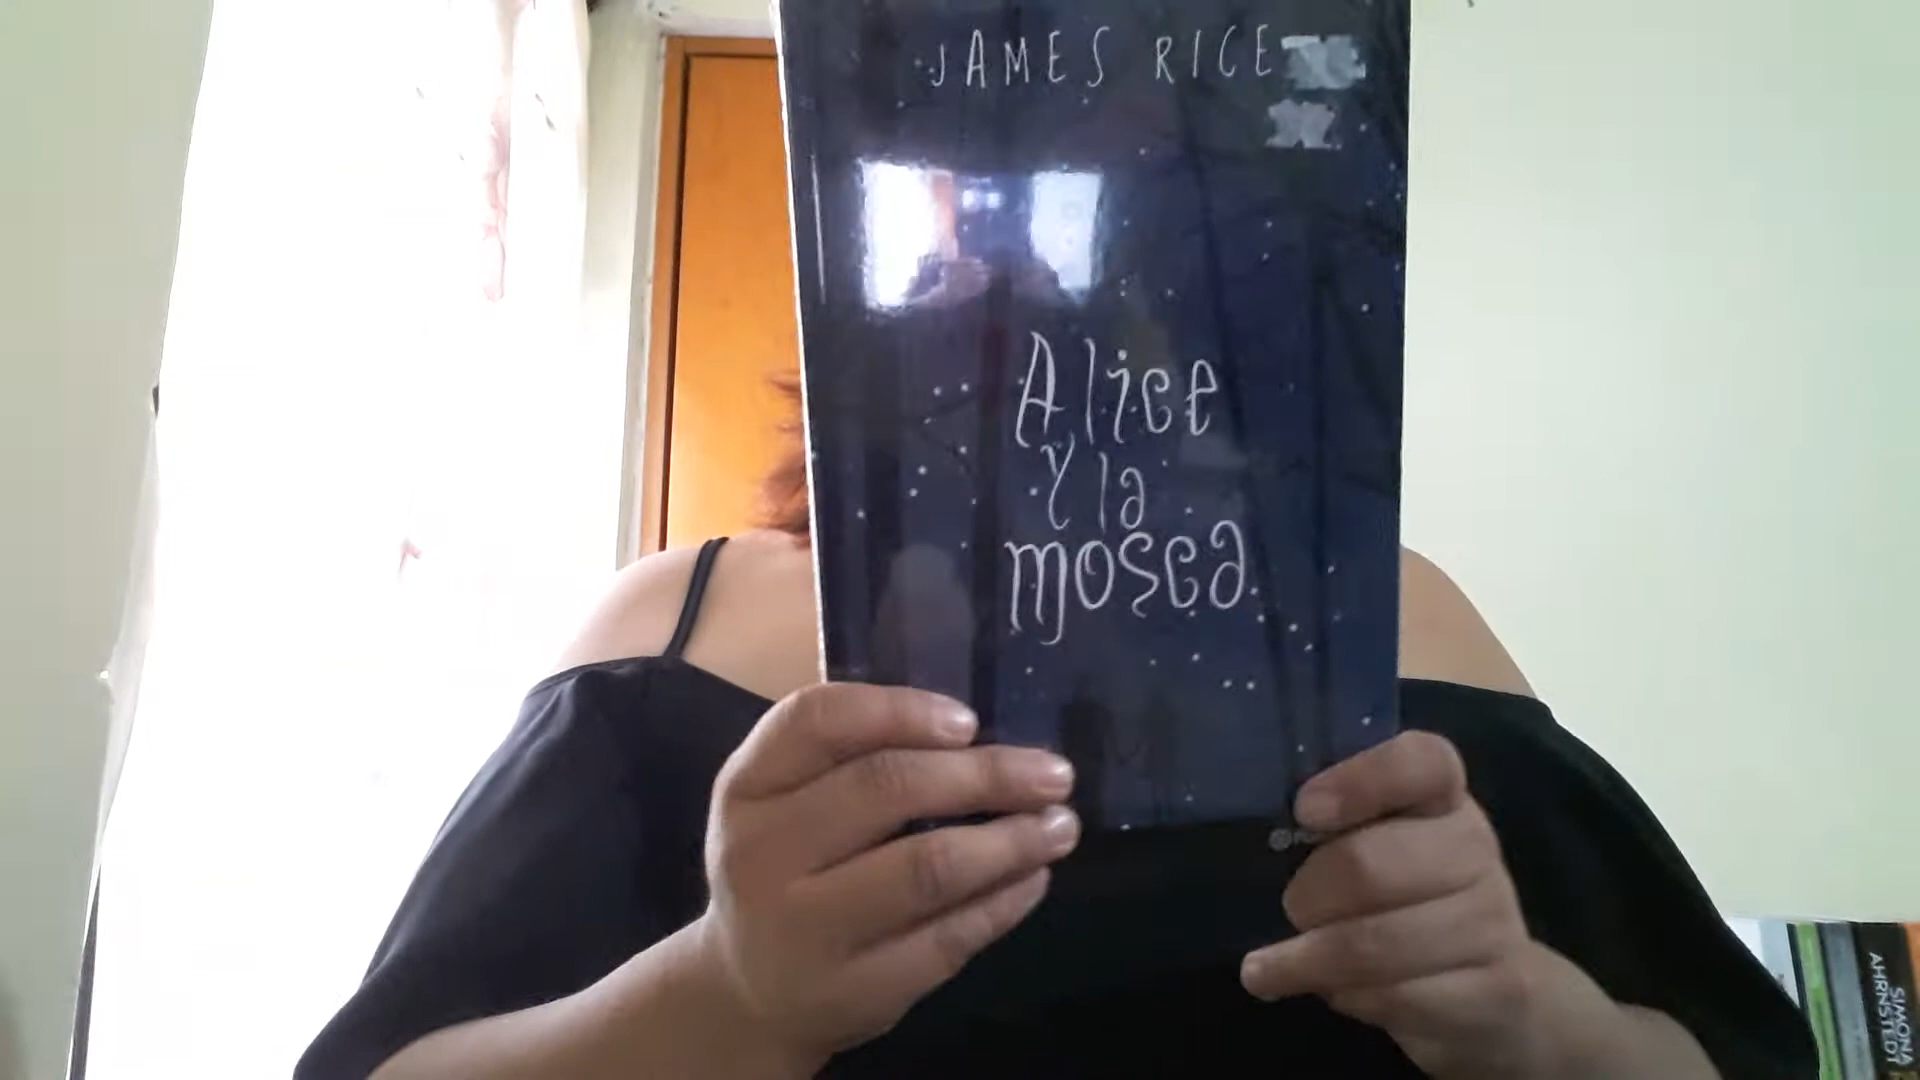 JAMES RICE
Alice
y la
mosca
SIMONA
AHRNSTEDT